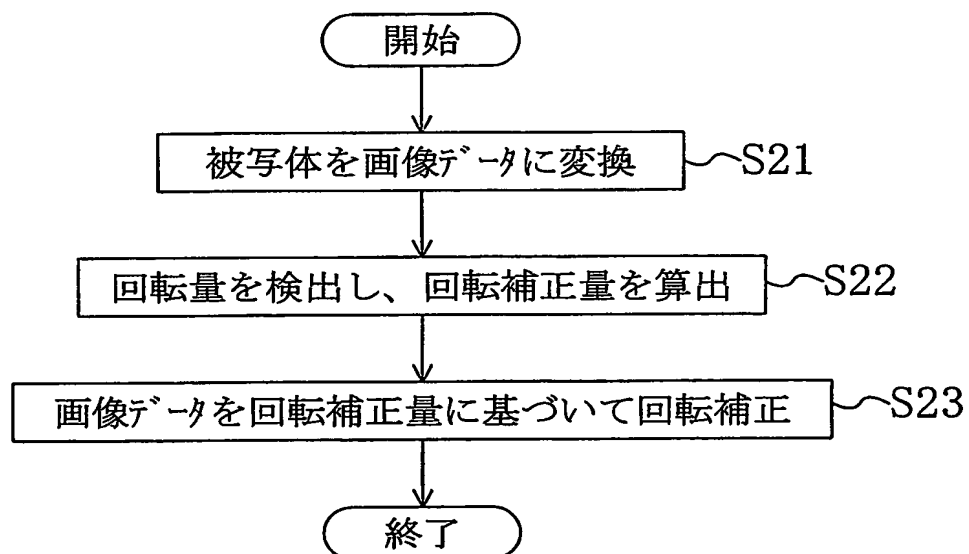 開始
被写体を画像データに変換 S21
回転量を検出し、回転補正量を算出 S22
画像データを回転補正量に基づいて回転補正 S23
終了